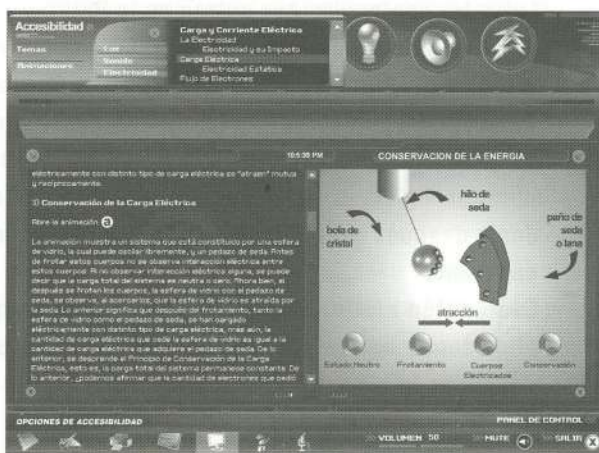 Accesibilidad
Temas
Animaciones
Luz
Sonido
Electricidad
Carga y Corriente Eléctrica
La Electricidad
Electricidad y su Impacto
Carga Eléctrica
Electricidad Estática
Flujo de Electrones
10:5:35 PM
CONSERVACION DE LA ENERGIA
eléctricamente con distinto tipo de carga eléctrica se "atraen" mutua
y recíprocamente.
Conservación de la Carga Eléctrica
Abre la animación a
La animación muestra un sistema que está constituido por una esfera
de vidrio, la cual puede oscilar libremente, y un pedazo de seda. Antes
de frotar estos cuerpos no se observa interacción eléctrica entre
estos cuerpos. Al no observar interacción eléctrica alguna, se puede
decir que la carga total del sistema es neutra o cero. Ahora bien, si
después se frotan los cuerpos, la esfera de vidrio con el pedazo de
seda, se observa, al acercarlos, que la esfera de vidrio es atraída por
la seda. Lo anterior significa que después del frotamiento, tanto la
esfera de vidrio como el pedazo de seda, se han cargado
eléctricamente con distinto tipo de carga eléctrica, más aún, la
cantidad de carga eléctrica que cede la esfera de vidrio es igual a la
cantidad de carga eléctrica que adquiere el pedazo de seda. De lo
anterior, se desprende el Principio de Conservación de la Carga
Eléctrica, esto es, la carga total del sistema permanece constante. De
lo anterior, ¿podemos afirmar que la cantidad de electrones que cedió
hilo de
seda
bola de
cristal
paño de
seda
o lana
atracción
Estado Neutro
Frotamiento
Cuerpos
Electrizados
Conservación
OPCIONES DE ACCESIBILIDAD
PANEL DE CONTROL
VOLUMEN 50
MUTE
SALIR X